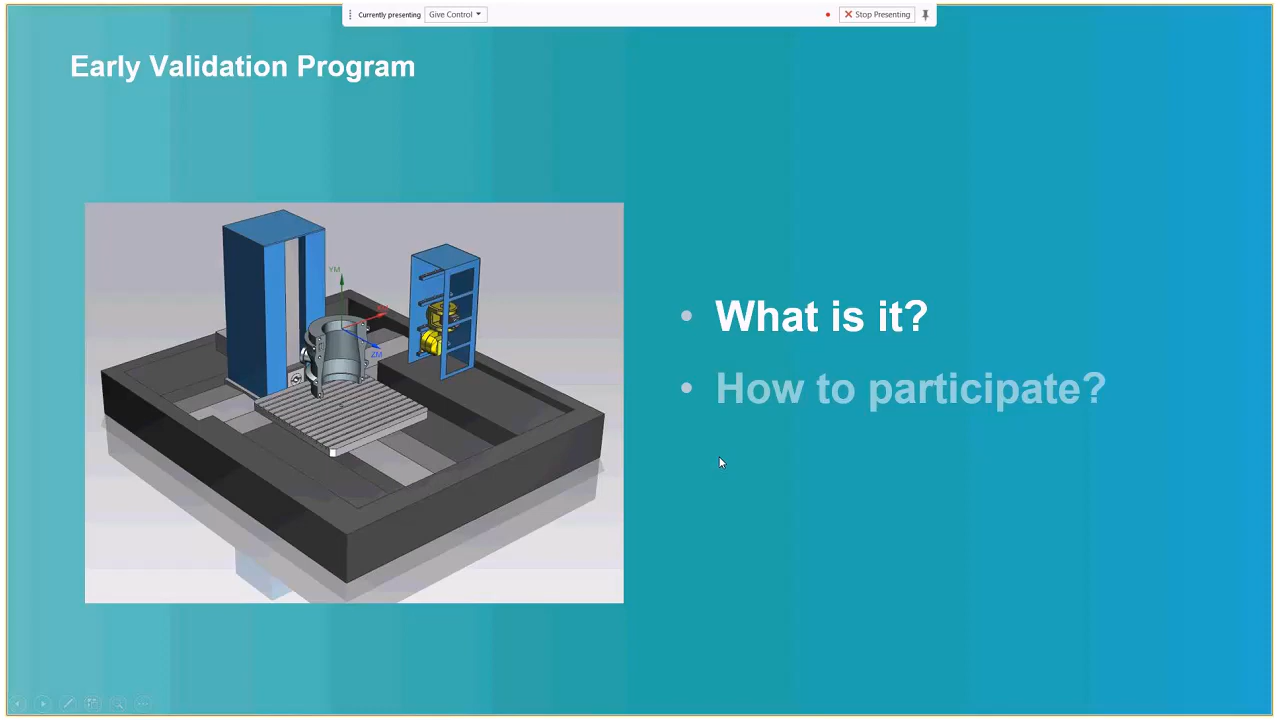 Currently presenting
Give Control
Stop Presenting
Early Validation Program
YM
ZM
• What is it?
• How to participate?